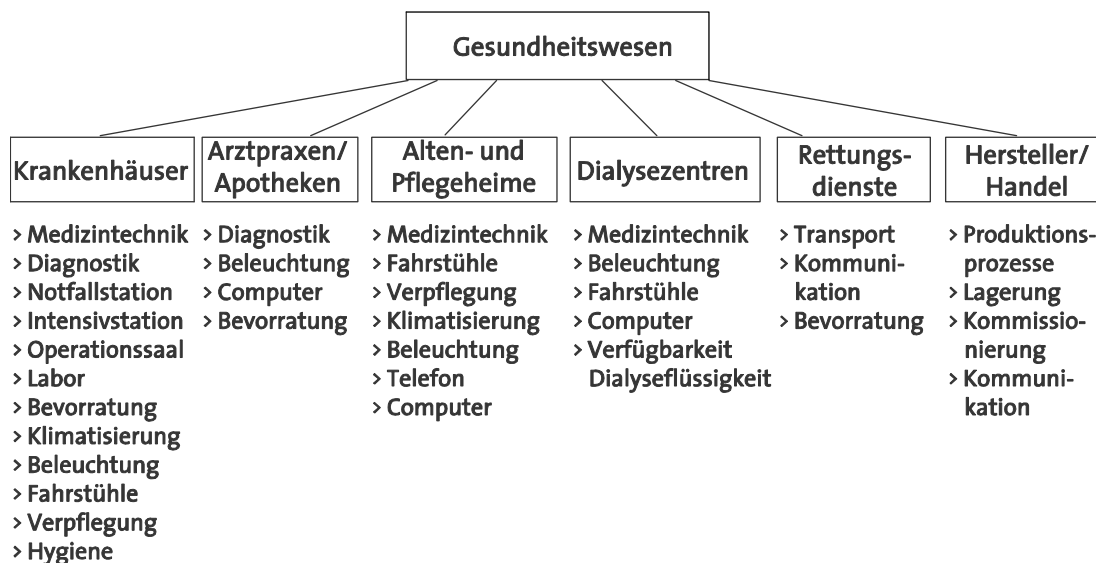 Gesundheitswesen
Krankenhäuser
Arztpraxen/
Apotheken
Alten- und
Pflegeheime
Dialysezentren
Rettungs-
dienste
Hersteller/
Handel
> Medizintechnik
> Diagnostik
> Notfallstation
> Intensivstation
> Operationssaal
> Labor
> Bevorratung
> Klimatisierung
> Beleuchtung
> Fahrstühle
> Verpflegung
> Hygiene
> Diagnostik
> Beleuchtung
> Computer
> Bevorratung
> Medizintechnik
> Fahrstühle
> Verpflegung
> Klimatisierung
> Beleuchtung
> Telefon
> Computer
> Medizintechnik
> Beleuchtung
> Fahrstühle
> Computer
> Verfügbarkeit
Dialyseflüssigkeit
> Transport
> Kommuni-
kation
> Bevorratung
> Produktions-
prozesse
> Lagerung
> Kommissio-
nierung
> Kommuni-
kation